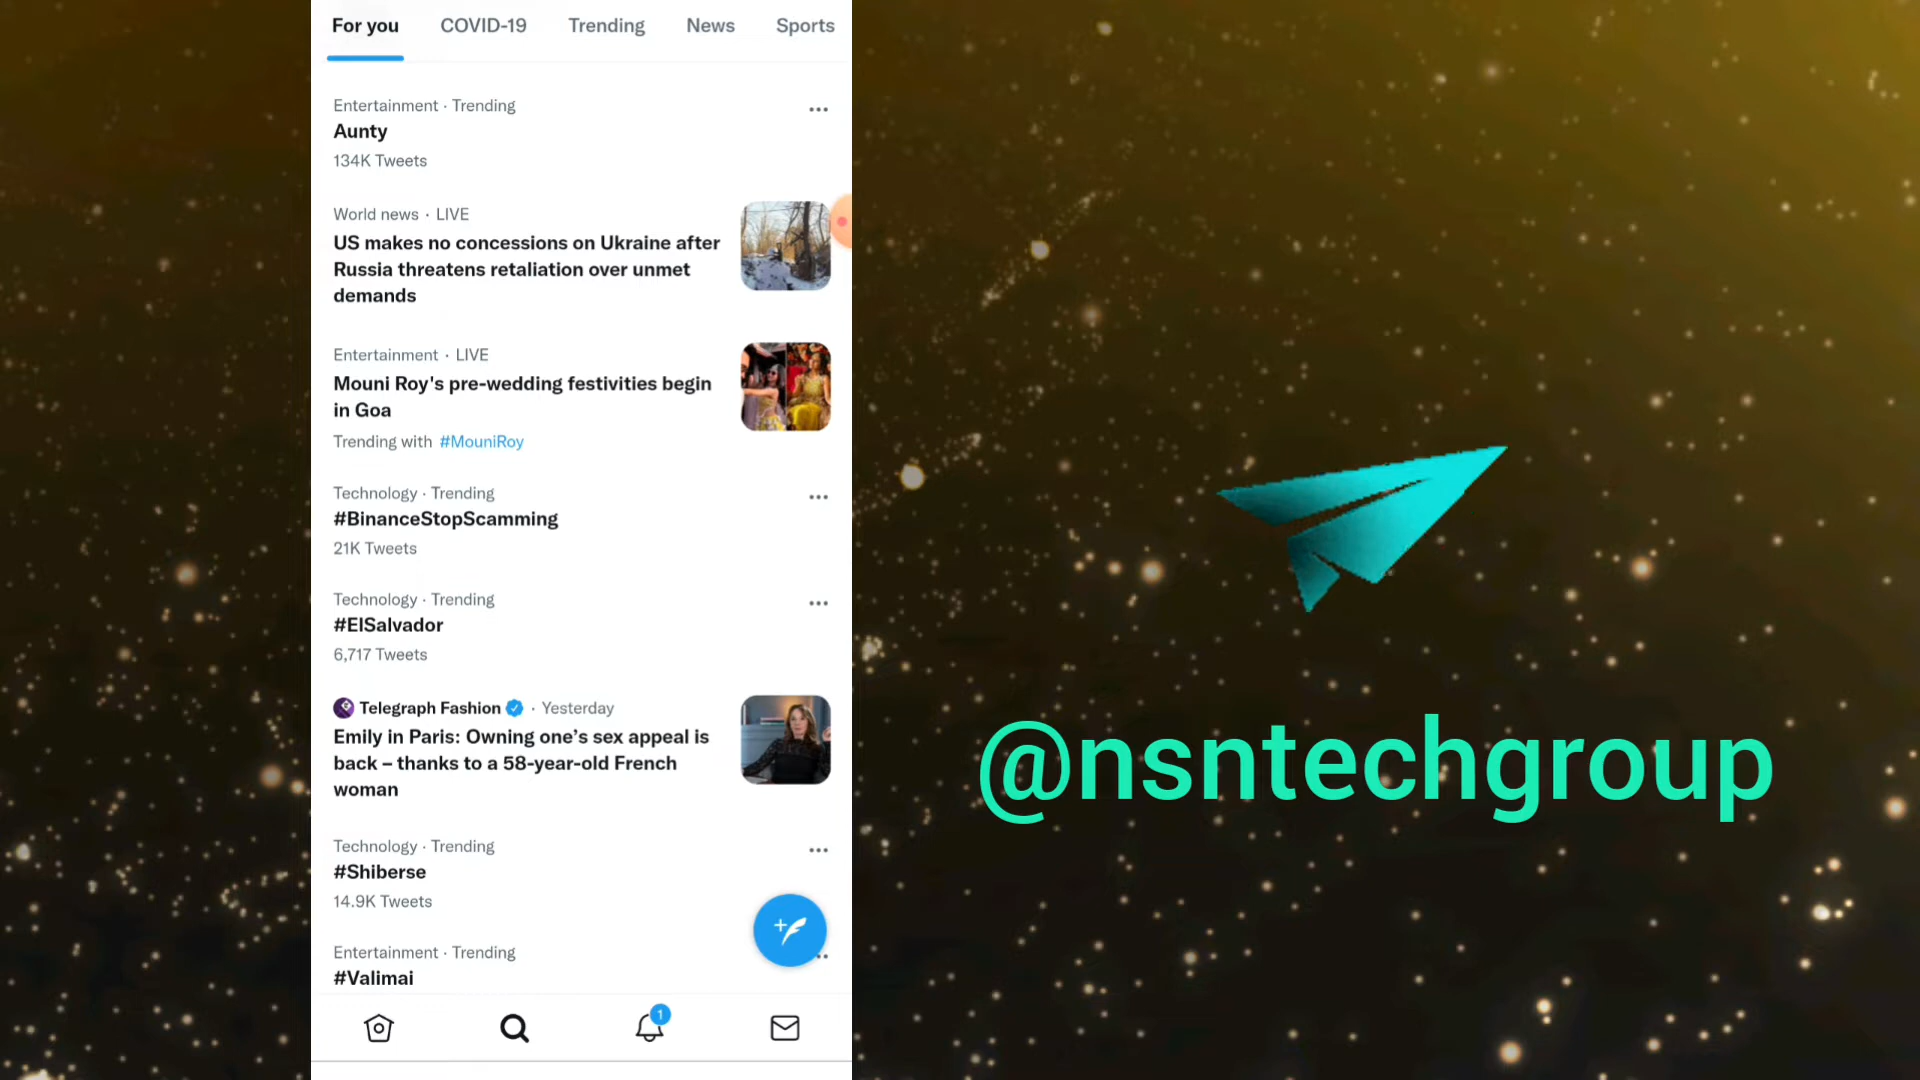 For you COVID-19 Trending News Sports
Entertainment · Trending
Aunty
134K Tweets
World news · LIVE
US makes no concessions on Ukraine after
Russia threatens retaliation over unmet
demands
Entertainment · LIVE
Mouni Roy's pre-wedding festivities begin
in Goa
Trending with #MouniRoy
Technology · Trending
#BinanceStopScamming
21K Tweets
Technology · Trending
#ElSalvador
6,717 Tweets
Telegraph Fashion · Yesterday
Emily in Paris: Owning one’s sex appeal is
back – thanks to a 58-year-old French
woman
Technology · Trending
#Shiberse
14.9K Tweets
Entertainment · Trending
#Valimai
1
@nsntechgroup